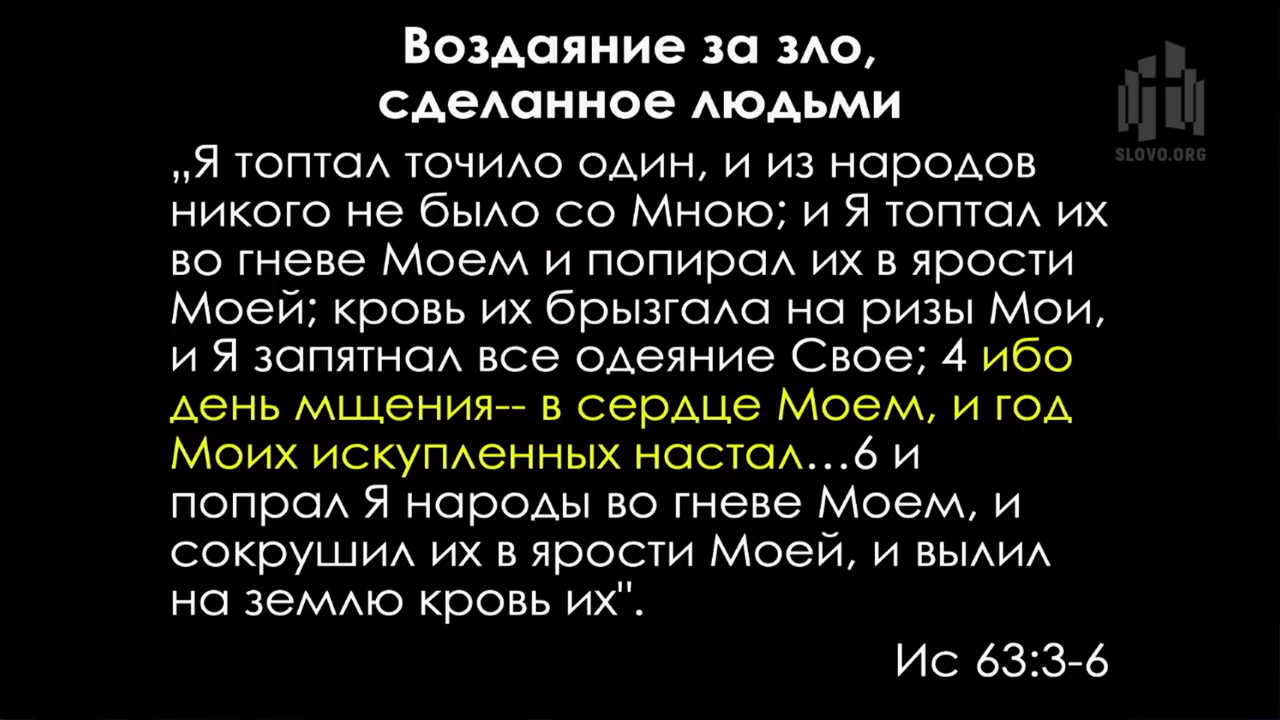 Воздаяние за зло,
сделанное людьми
SLOVO.ORG
„Я топтал точило один, и из народов
никого не было со Мною; и Я топтал их
во гневе Моем и попирал их в ярости
Моей; кровь их брызгала на ризы Мои,
и Я запятнал все одеяние Свое; 4 ибо
день мщения-- в сердце Моем, и год
Моих искупленных настал...6 и
попрал Я народы во гневе Моем, и
сокрушил их в ярости Моей, и вылил
на землю кровь их".
Ис 63:3-6